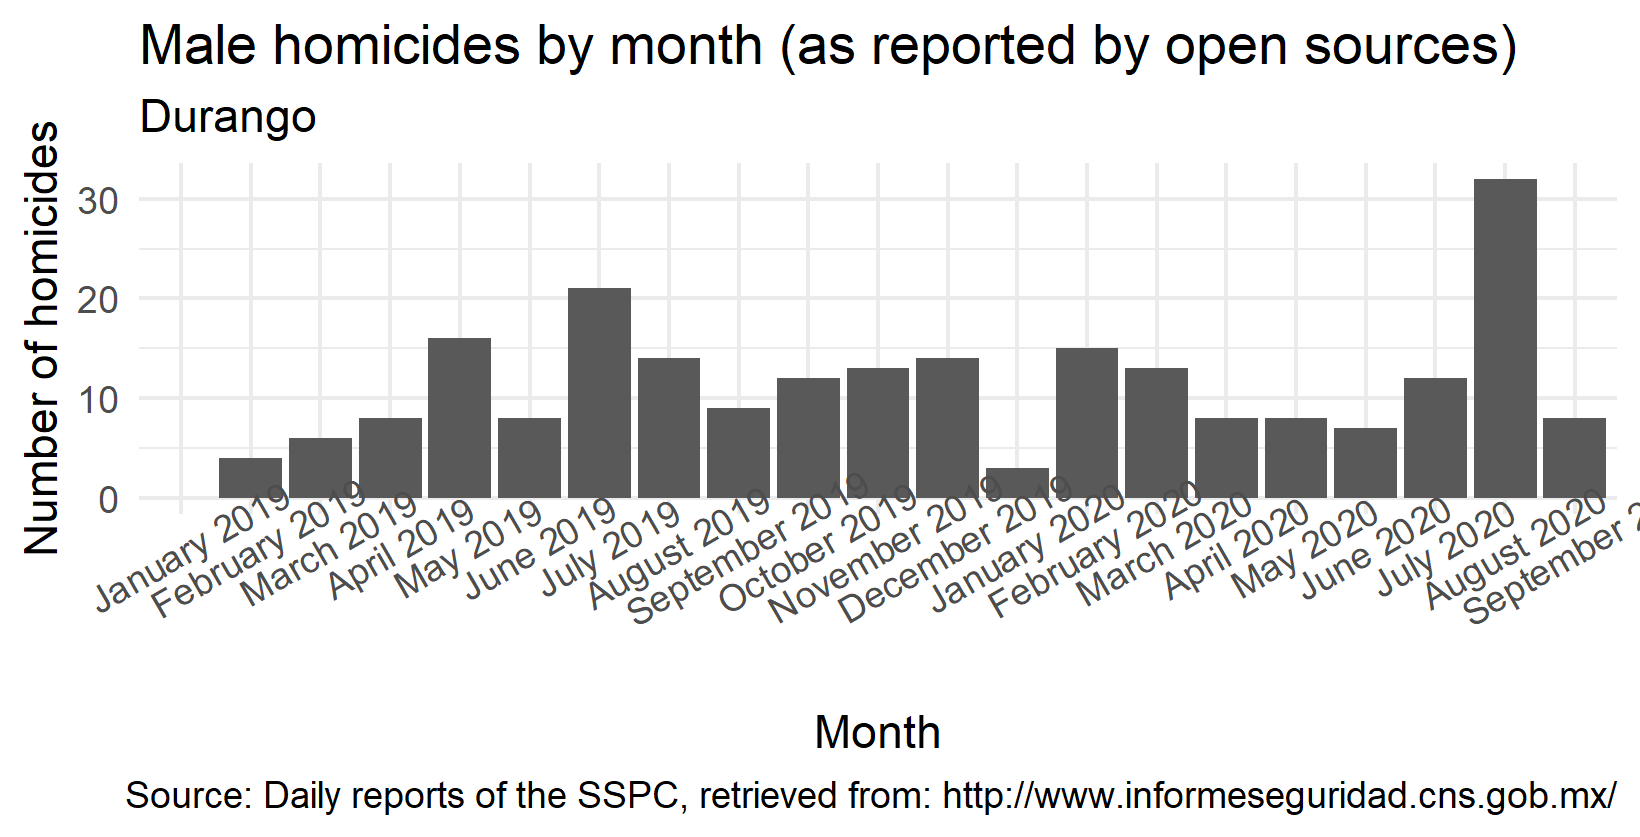 Male homicides by month (as reported by open sources)
Durango
Number of homicides
30
20
10
0
January 2019
February 2019
March 2019
April 2019
May 2019
June 2019
July 2019
August 2019
September 2019
October 2019
November 2019
December 2019
January 2020
February 2020
March 2020
April 2020
May 2020
June 2020
July 2020
August 2020
September 2
Month
Source: Daily reports of the SSPC, retrieved from: http://www.informeseguridad.cns.gob.mx/